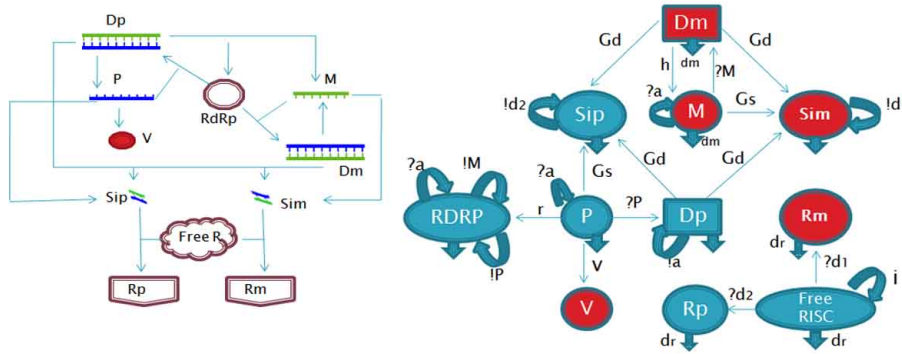 Dp
P
M
RdRp
V
Dm
Sip
Sim
Free R
Rp
Rm
Dm
Gd
Gd
h
dm
?M
?a
!d2
Sip
M
Gs
Sim
!d
dm
?a
!M
?a
Gs
Gd
Gd
RDRP
r
P
?P
Dp
Rm
!P
V
!a
dr
?d1
i
V
Rp
?d2
Free
RISC
dr
dr